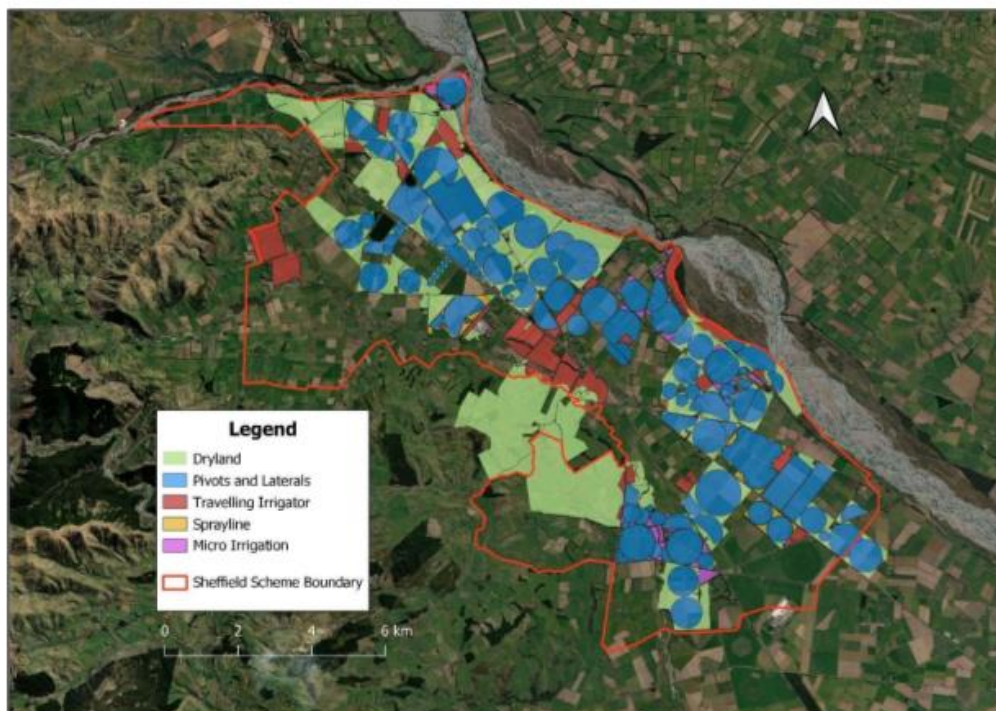 Legend
Dryland
Pivots and Laterals
Travelling Irrigator
Sprayline
Micro Irrigation
Sheffield Scheme Boundary
0 2 4 6 km